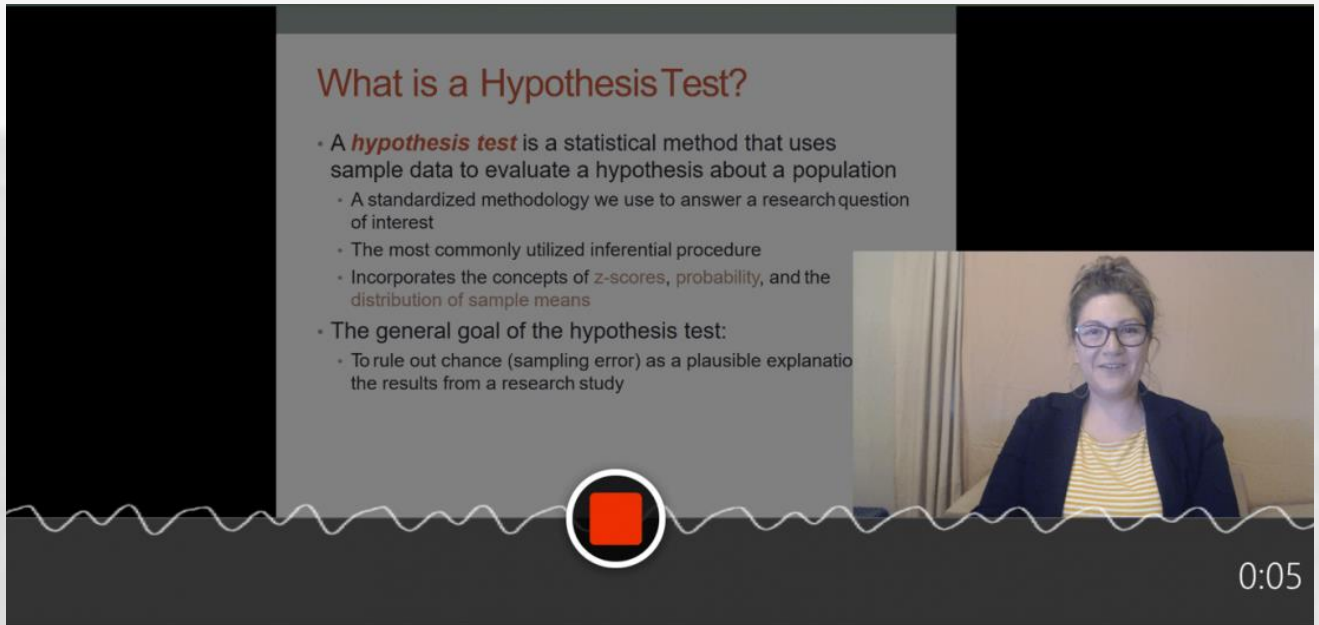 What is a Hypothesis Test?
• A hypothesis test is a statistical method that uses
sample data to evaluate a hypothesis about a population
• A standardized methodology we use to answer a research question
of interest
• The most commonly utilized inferential procedure
• Incorporates the concepts of z-scores, probability, and the
distribution of sample means
• The general goal of the hypothesis test:
• To rule out chance (sampling error) as a plausible explanatio
the results from a research study
0:05